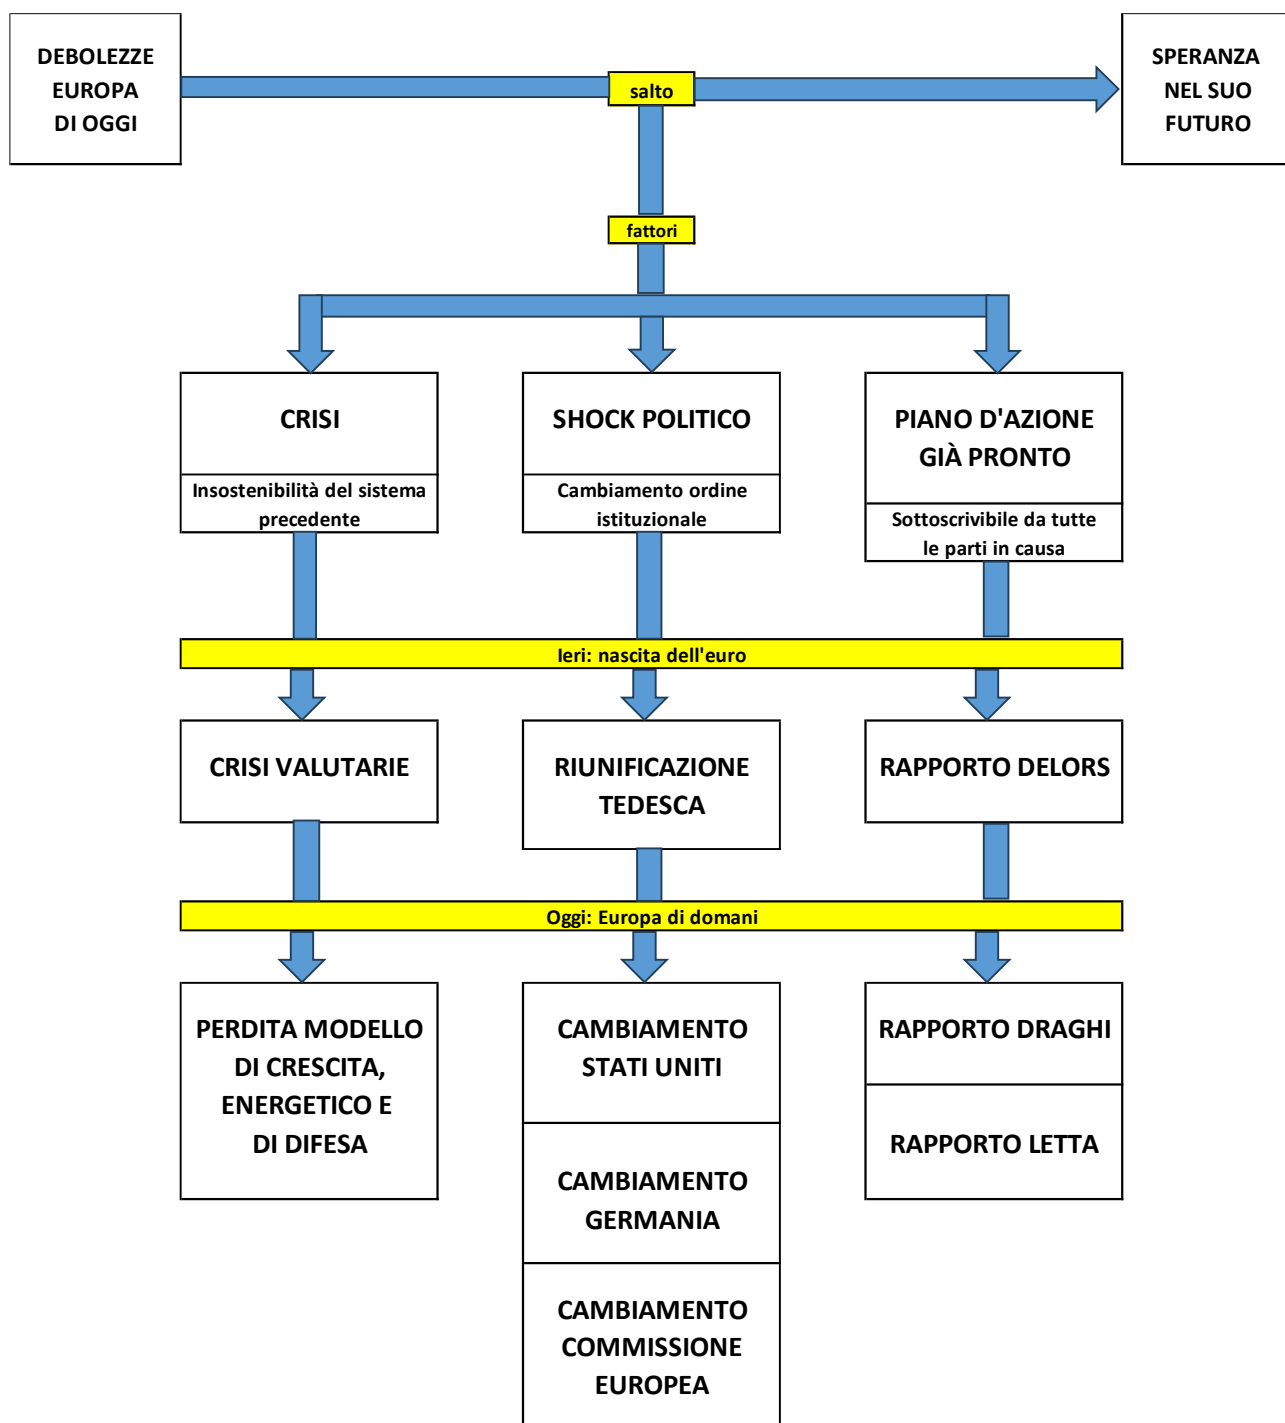 DEBOLEZZE
EUROPA
DI OGGI
salto
SPERANZA
NEL SUO
FUTURO
fattori
CRISI
Insostenibilità del sistema
precedente
SHOCK POLITICO
Cambiamento ordine
istituzionale
PIANO D'AZIONE
GIÀ PRONTO
Sottoscrivibile da tutte
le parti in causa
Ieri: nascita dell'euro
CRISI VALUTARIE
RIUNIFICAZIONE
TEDESCA
RAPPORTO DELORS
Oggi: Europa di domani
PERDITA MODELLO
DI CRESCITA,
ENERGETICO E
DI DIFESA
CAMBIAMENTO
STATI UNITI
CAMBIAMENTO
GERMANIA
CAMBIAMENTO
COMMISSIONE
EUROPEA
RAPPORTO DRAGHI
RAPPORTO LETTA